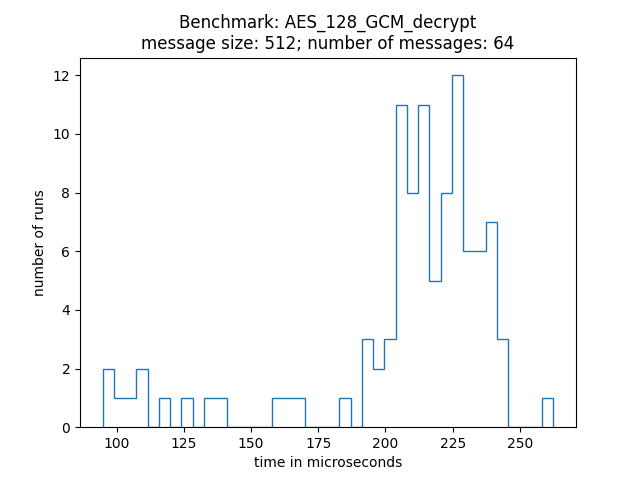 Benchmark: AES_128_GCM_decrypt
message size: 512; number of messages: 64
12
10
8
6
4
2
0
number of runs
100 125 150 175 200 225 250
time in microseconds